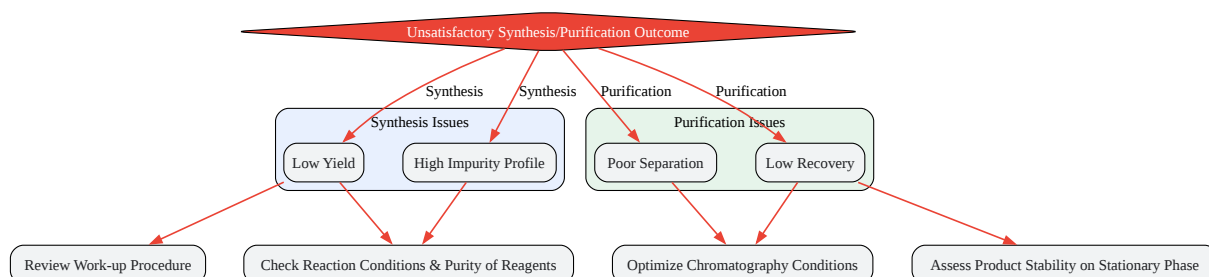 Unsatisfactory Synthesis/Purification Outcome
Synthesis
Synthesis
Purification
Purification
Synthesis Issues
Purification Issues
Low Yield
High Impurity Profile
Poor Separation
Low Recovery
Review Work-up Procedure
Check Reaction Conditions & Purity of Reagents
Optimize Chromatography Conditions
Assess Product Stability on Stationary Phase